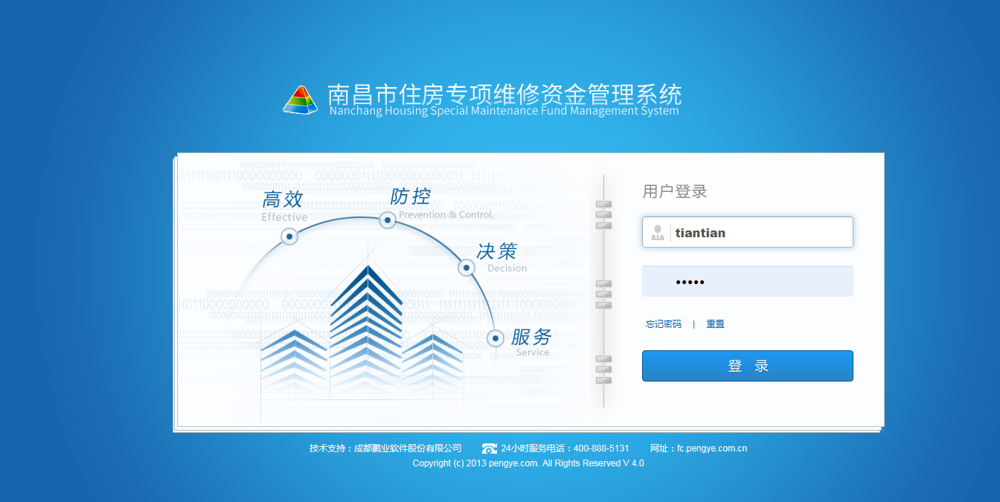 南昌市住房专项维修资金管理系统
Nanchang Housing Special Maintenance Fund Management System
高效
Effective
防控
Prevention & Control,
决策
Decision
服务
Service
用户登录
tiantian
•••••
忘记密码 | 重置
登 录
技术支持：成都鹏业软件股份有限公司 24小时服务电话：400-888-5131 网址：fc.pengye.com.cn
Copyright (c) 2013 pengye.com. All Rights Reserved V 4.0